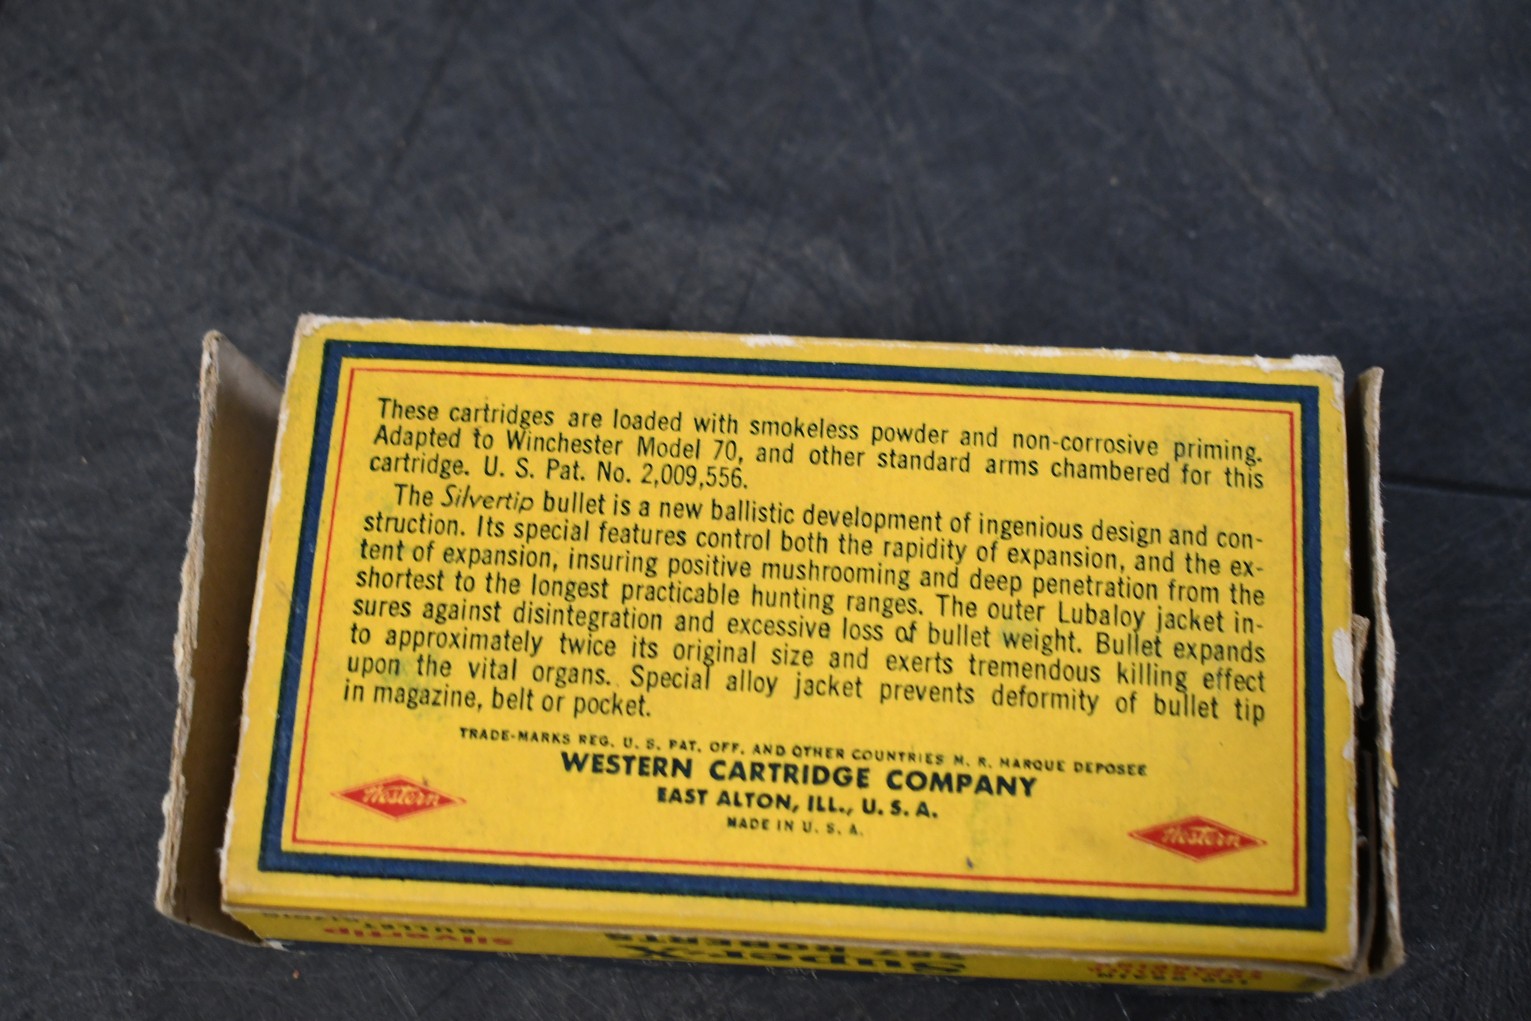 These cartridges are loaded with smokeless powder and non-corrosive priming.
Adapted to Winchester Model 70, and other standard arms chambered for this
cartridge. U. S. Pat. No. 2,009,556.
The Silvertip bullet is a new ballistic development of ingenious design and con-
struction. Its special features control both the rapidity of expansion, and the ex-
tent of expansion, insuring positive mushrooming and deep penetration from the
shortest to the longest practicable hunting ranges. The outer Lubaloy jacket in-
sures against disintegration and excessive loss of bullet weight. Bullet expands
to approximately twice its original size and exerts tremendous killing effect
upon the vital organs. Special alloy jacket prevents deformity of bullet tip
in magazine, belt or pocket.
TRADE-MARKS REG. U. S. PAT. OFF. AND OTHER COUNTRIES M. R. MARQUE DEPOSEE
WESTERN CARTRIDGE COMPANY
EAST ALTON, ILL., U. S. A.
MADE IN U. S. A.
Western
Western
Silvertip
BULLET
257 ROBERTS
Super-X